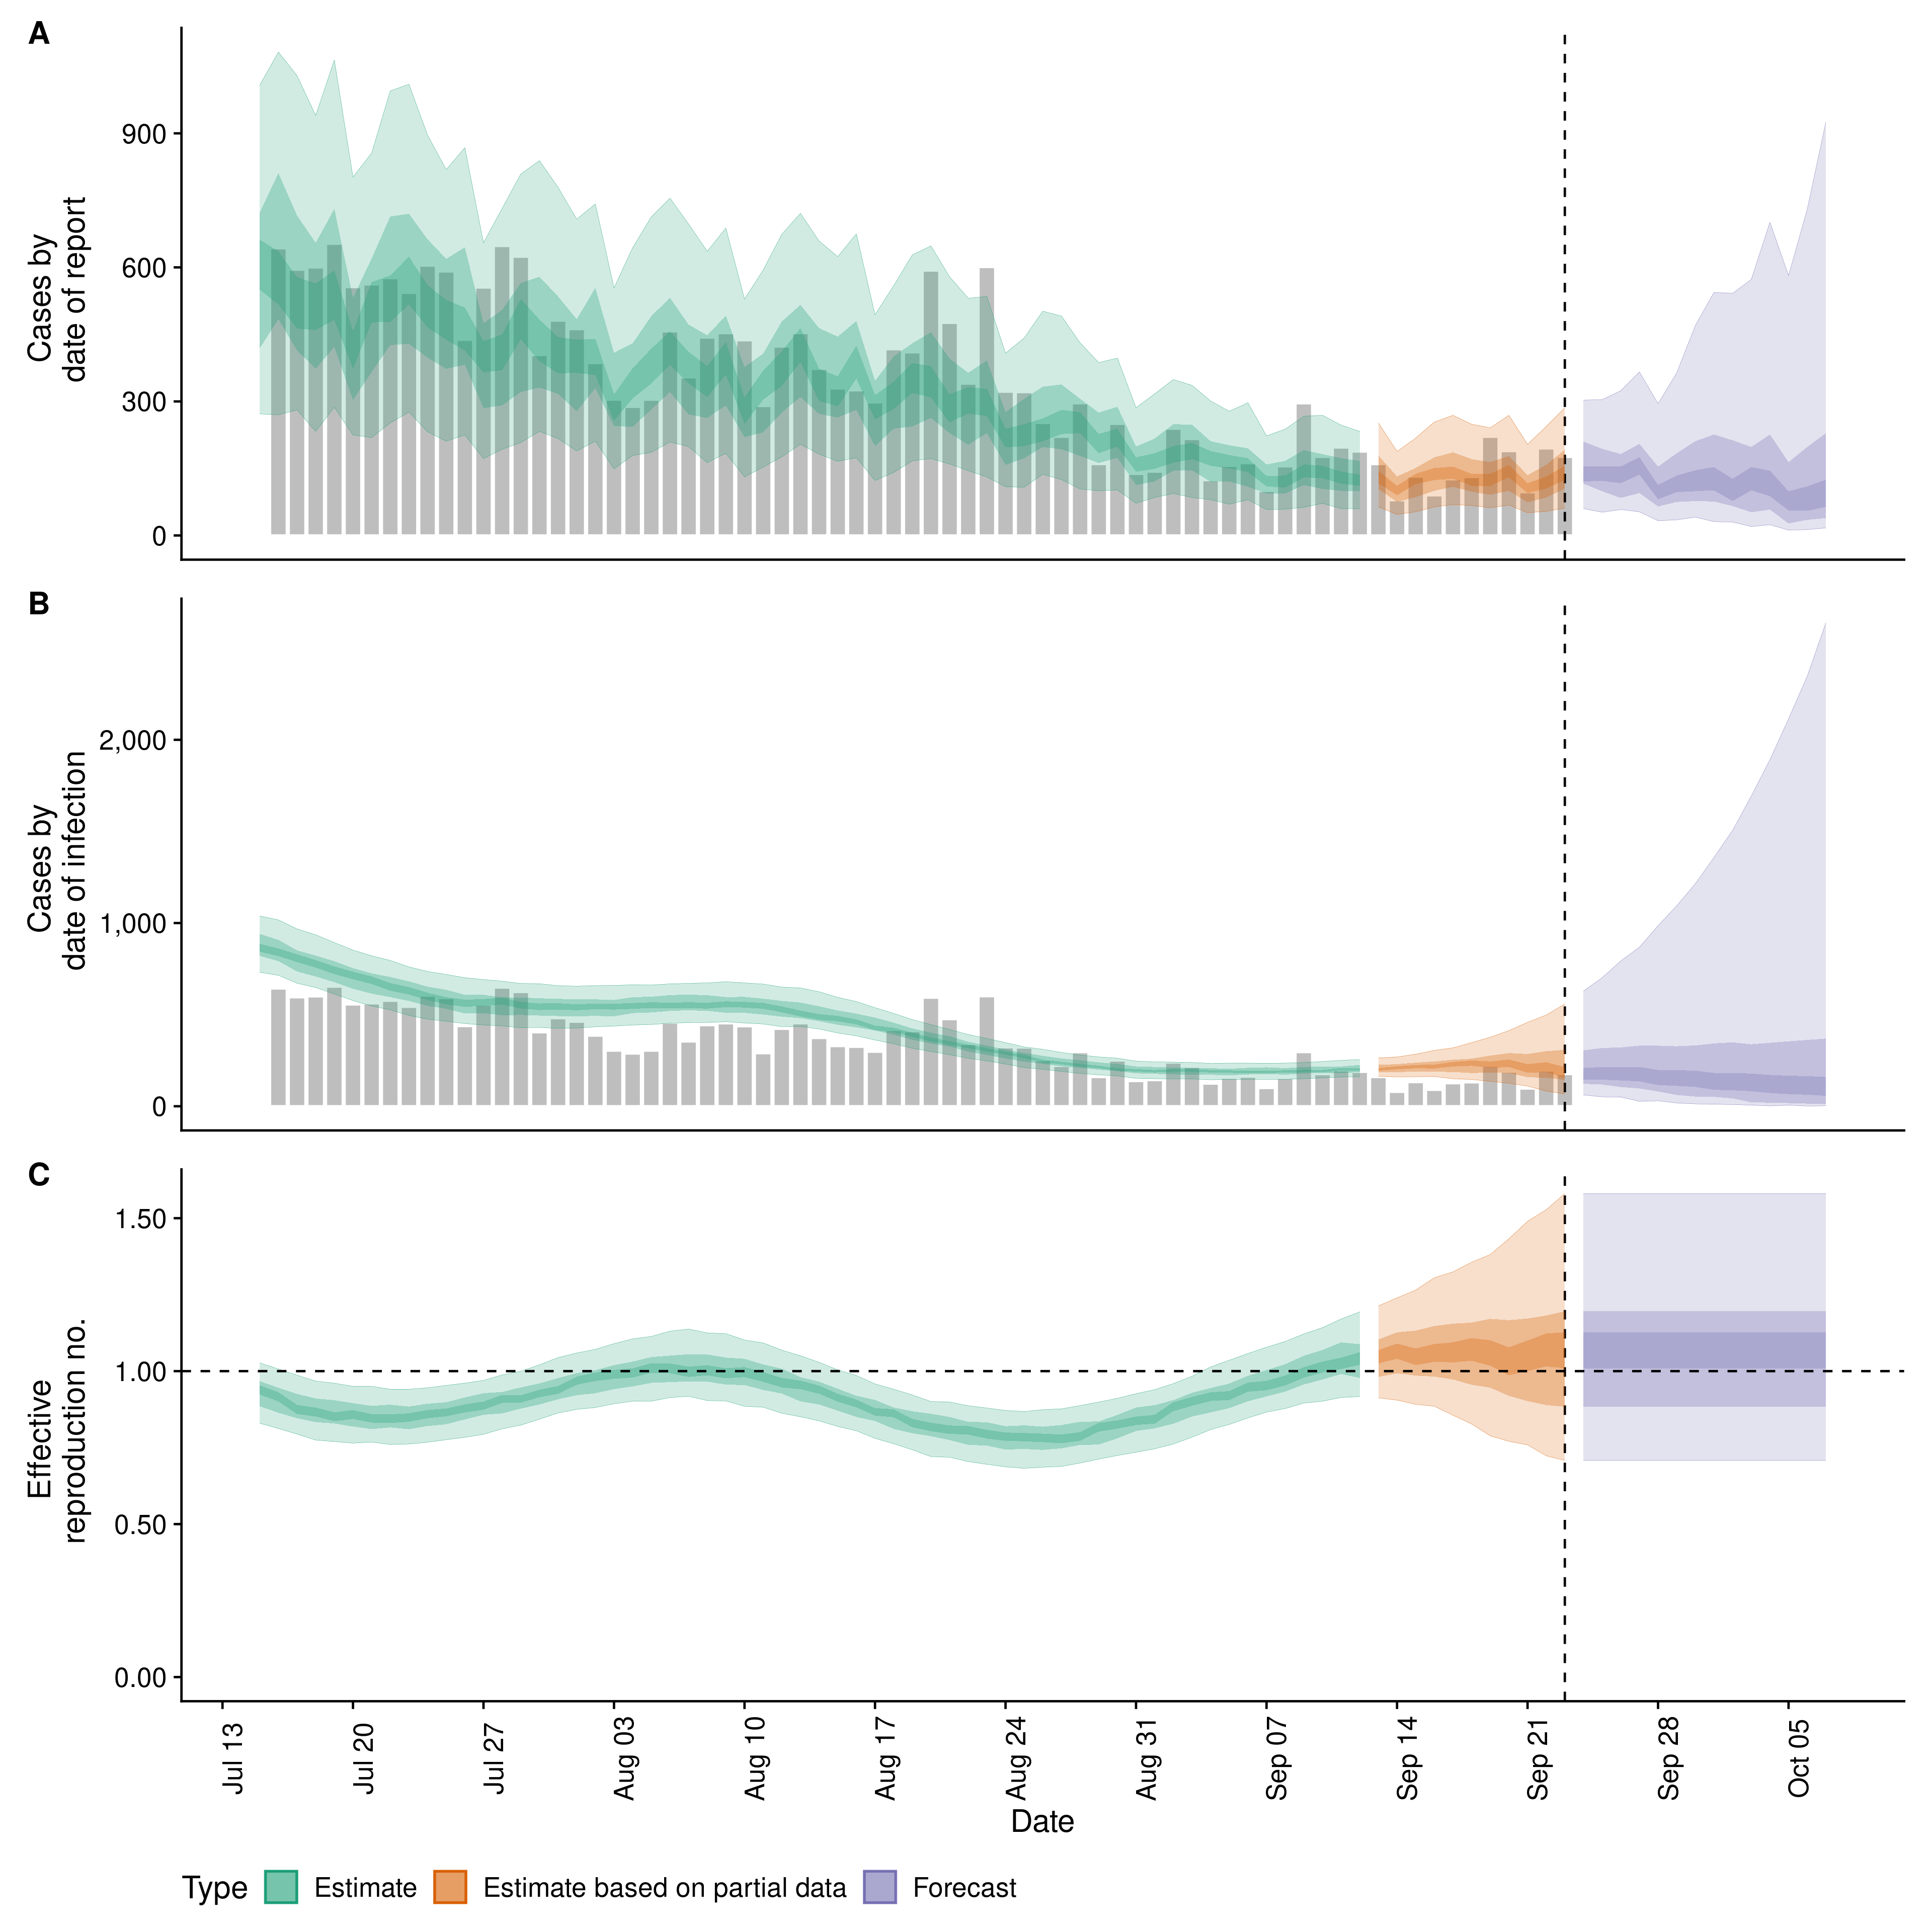 A
Cases by
date of report
900
600
300
0
B
Cases by
date of infection
2,000
1,000
0
C
Effective
reproduction no.
1.50
1.00
0.50
0.00
Jul 13
Jul 20
Jul 27
Aug 03
Aug 10
Aug 17
Aug 24
Aug 31
Sep 07
Sep 14
Sep 21
Sep 28
Oct 05
Date
Type
Estimate
Estimate based on partial data
Forecast